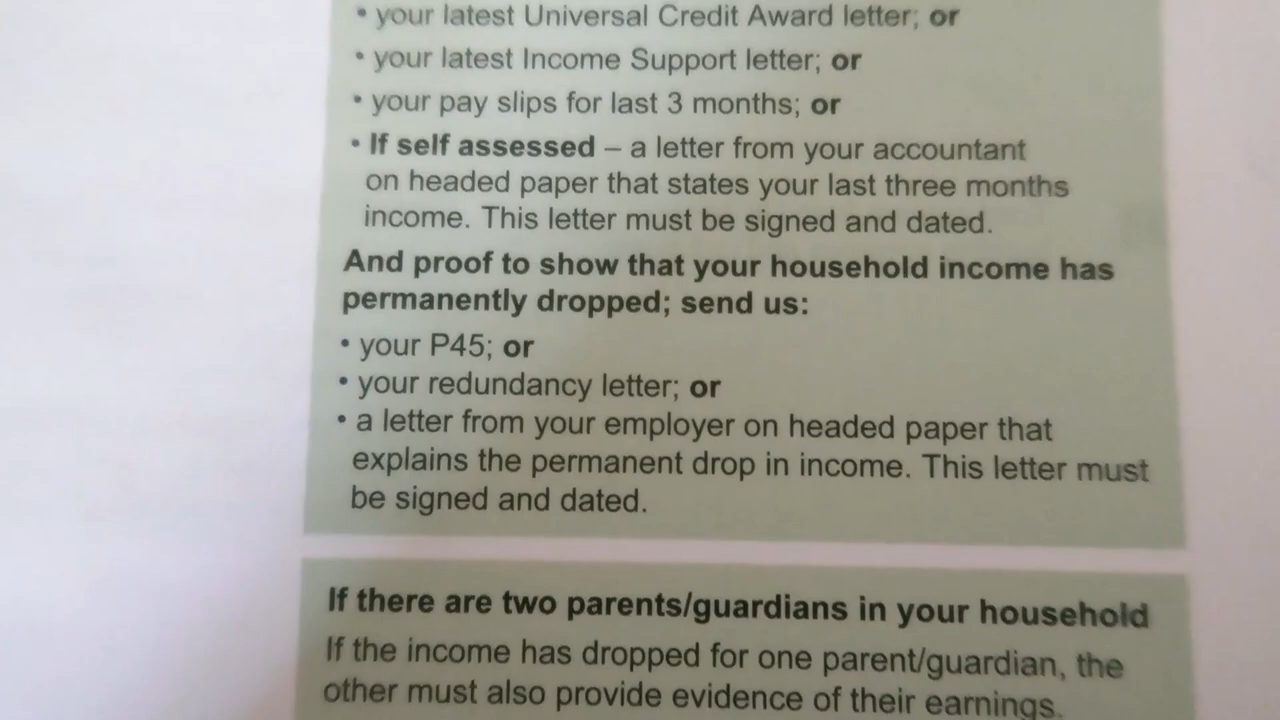 • your latest Universal Credit Award letter; or
• your latest Income Support letter; or
• your pay slips for last 3 months; or
• If self assessed – a letter from your accountant
on headed paper that states your last three months
income. This letter must be signed and dated.
And proof to show that your household income has
permanently dropped; send us:
• your P45; or
• your redundancy letter; or
• a letter from your employer on headed paper that
explains the permanent drop in income. This letter must
be signed and dated.
If there are two parents/guardians in your household
If the income has dropped for one parent/guardian, the
other must also provide evidence of their earnings.